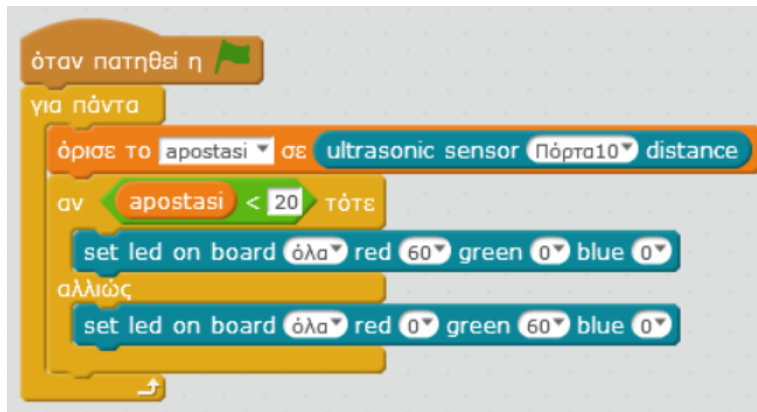 όταν πατηθεί η
για πάντα
όρισε το apostasi σε ultrasonic sensor Πόρτα10 distance
αν apostasi < 20 τότε
set led on board όλα red 60 green 0 blue 0
αλλιώς
set led on board όλα red 0 green 60 blue 0